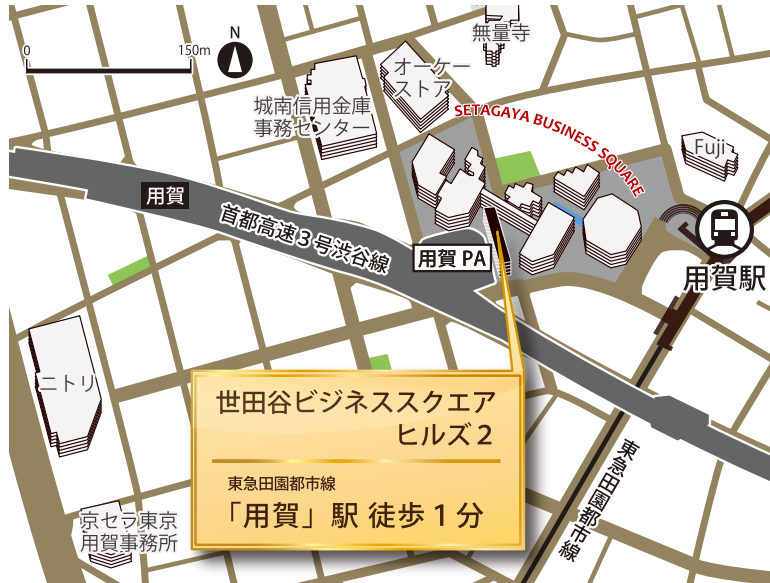 0
150m
N
無量寺
オーケー
ストア
城南信用金庫
事務センター
SETAGAYA BUSINESS SQUARE
Fuji
用賀
首都高速3号渋谷線
用賀 PA
用賀駅
ニトリ
世田谷ビジネススクエア
ヒルズ2
東急田園都市線
「用賀」駅 徒歩1分
東急田園都市線
京セラ東京
用賀事務所